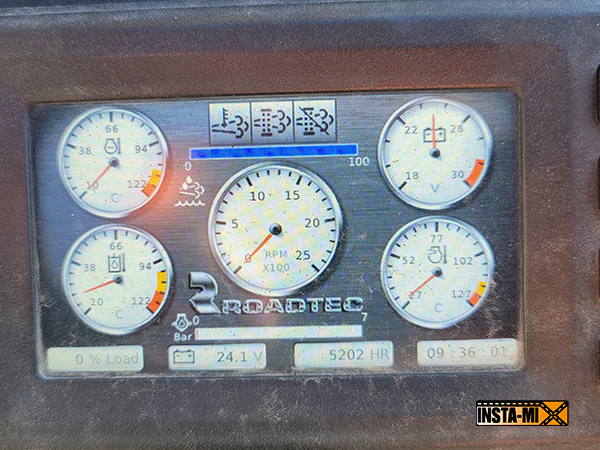 66
38 94
10 122
C
0 100
22 26
18 30
V
10 15
5 20
0 25
RPM
X100
66
38 94
10 122
C
77
52 102
27 127
C
ROADTEC
0 7
Bar
0 % Load
24.1 V
5202 HR
09 : 36 : 01
INSTA-MIX